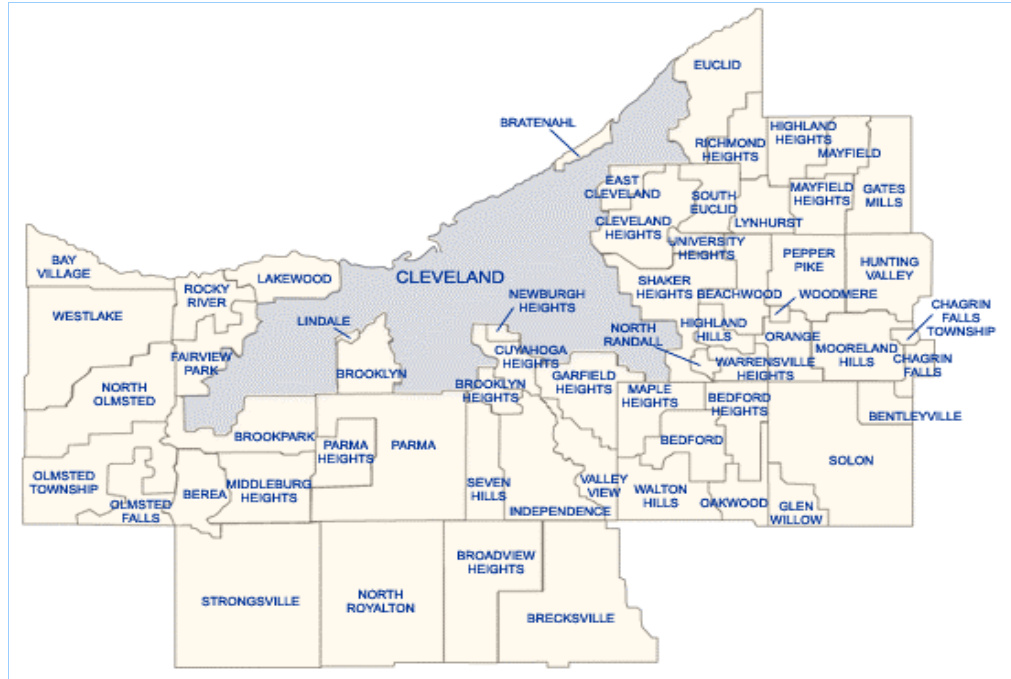 EUCLID
BRATENAHL
HIGHLAND
HEIGHTS
RICHMOND
HEIGHTS
MAYFIELD
EAST
CLEVELAND
SOUTH
EUCLID
MAYFIELD
HEIGHTS
GATES
MILLS
CLEVELAND
HEIGHTS
LYNHURST
UNIVERSITY
HEIGHTS
PEPPER
PIKE
HUNTING
VALLEY
BAY
VILLAGE
LAKEWOOD
CLEVELAND
ROCKY
RIVER
SHAKER
HEIGHTS
BEACHWOOD
WOODMERE
NEWBURGH
HEIGHTS
CHAGRIN
FALLS
TOWNSHIP
WESTLAKE
LINDALE
NORTH
RANDALL
HIGHLAND
HILLS
ORANGE
MOORELAND
HILLS
CUYAHOGA
HEIGHTS
FAIRVIEW
PARK
BROOKLYN
WARRENSVILLE
HEIGHTS
CHAGRIN
FALLS
GARFIELD
HEIGHTS
NORTH
OLMSTED
BROOKLYN
HEIGHTS
MAPLE
HEIGHTS
BEDFORD
HEIGHTS
BENTLEYVILLE
BROOKPARK
PARMA
HEIGHTS
PARMA
BEDFORD
SOLON
OLMSTED
TOWNSHIP
BEREA
MIDDLEBURG
HEIGHTS
SEVEN
HILLS
VALLEY
VIEW
WALTON
HILLS
OAKWOOD
OLMSTED
FALLS
INDEPENDENCE
GLEN
WILLOW
BROADVIEW
HEIGHTS
STRONGSVILLE
NORTH
ROYALTON
BRECKSVILLE